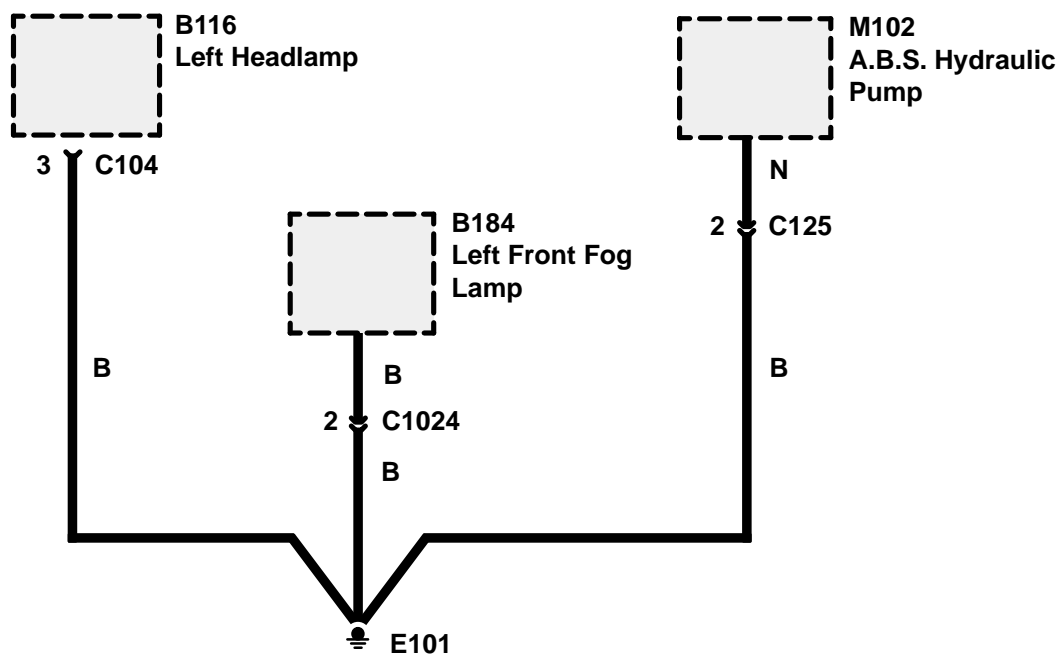 B116
Left Headlamp
M102
A.B.S. Hydraulic
Pump
3 C104
N
B184
Left Front Fog
Lamp
2 C125
B
B
B
2 C1024
B
E101